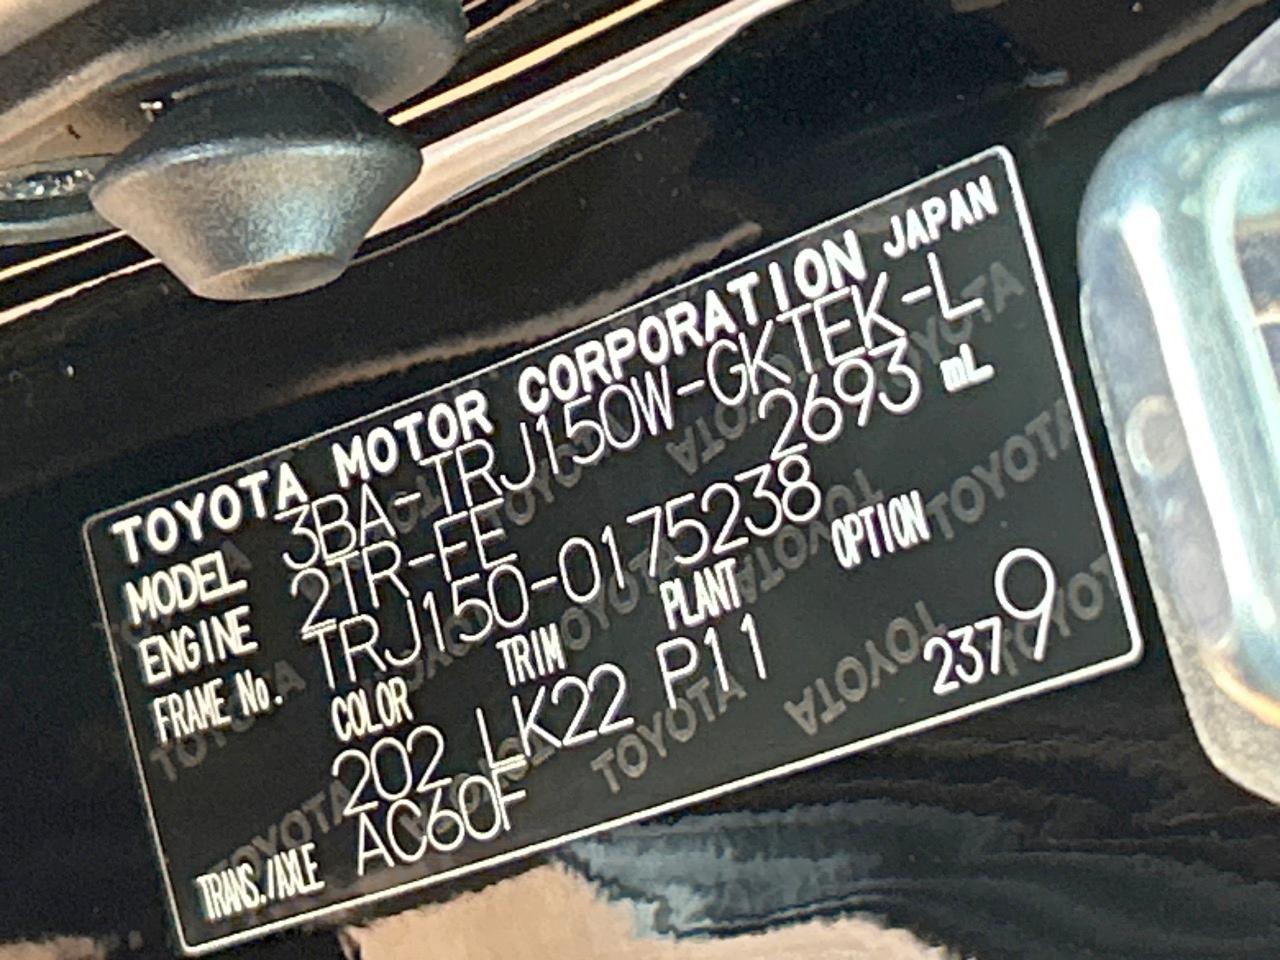 TOYOTA MOTOR CORPORATION JAPAN
MODEL 3BA-TRJ150W-GKTEK-L
ENGINE 2TR-FE 2693 mL
FRAME No. TRJ150-0175238
COLOR TRIM PLANT OPTION
202 LK22 P11
TRANS./AXLE AC60F
2379